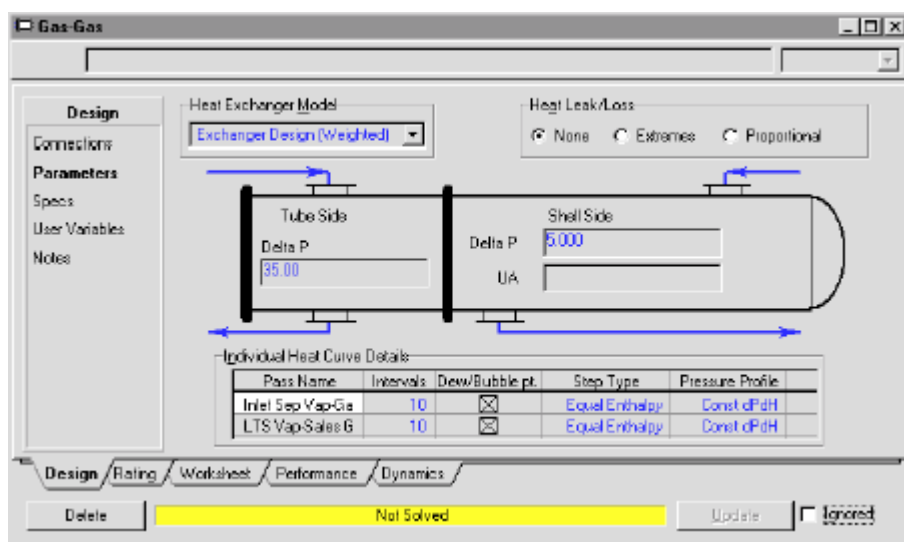 Gas-Gas
Design
Connections
Parameters
Specs
User Variables
Notes
Heat Exchanger Model
Exchanger Design (Weighted)
Heat Leak/Loss
None Extremes Proportional
Tube Side
Delta P
35.00
Shell Side
Delta P 5.000
UA
Individual Heat Curve Details
Pass Name Intervals Dew/Bubble pt. Step Type Pressure Profile
Inlet Sep Vap-Ga 10 Equal Enthalpy Const dPdH
LTS Vap-Sales G 10 Equal Enthalpy Const dPdH
Design Rating Worksheet Performance Dynamics
Delete Not Solved Update Ignored